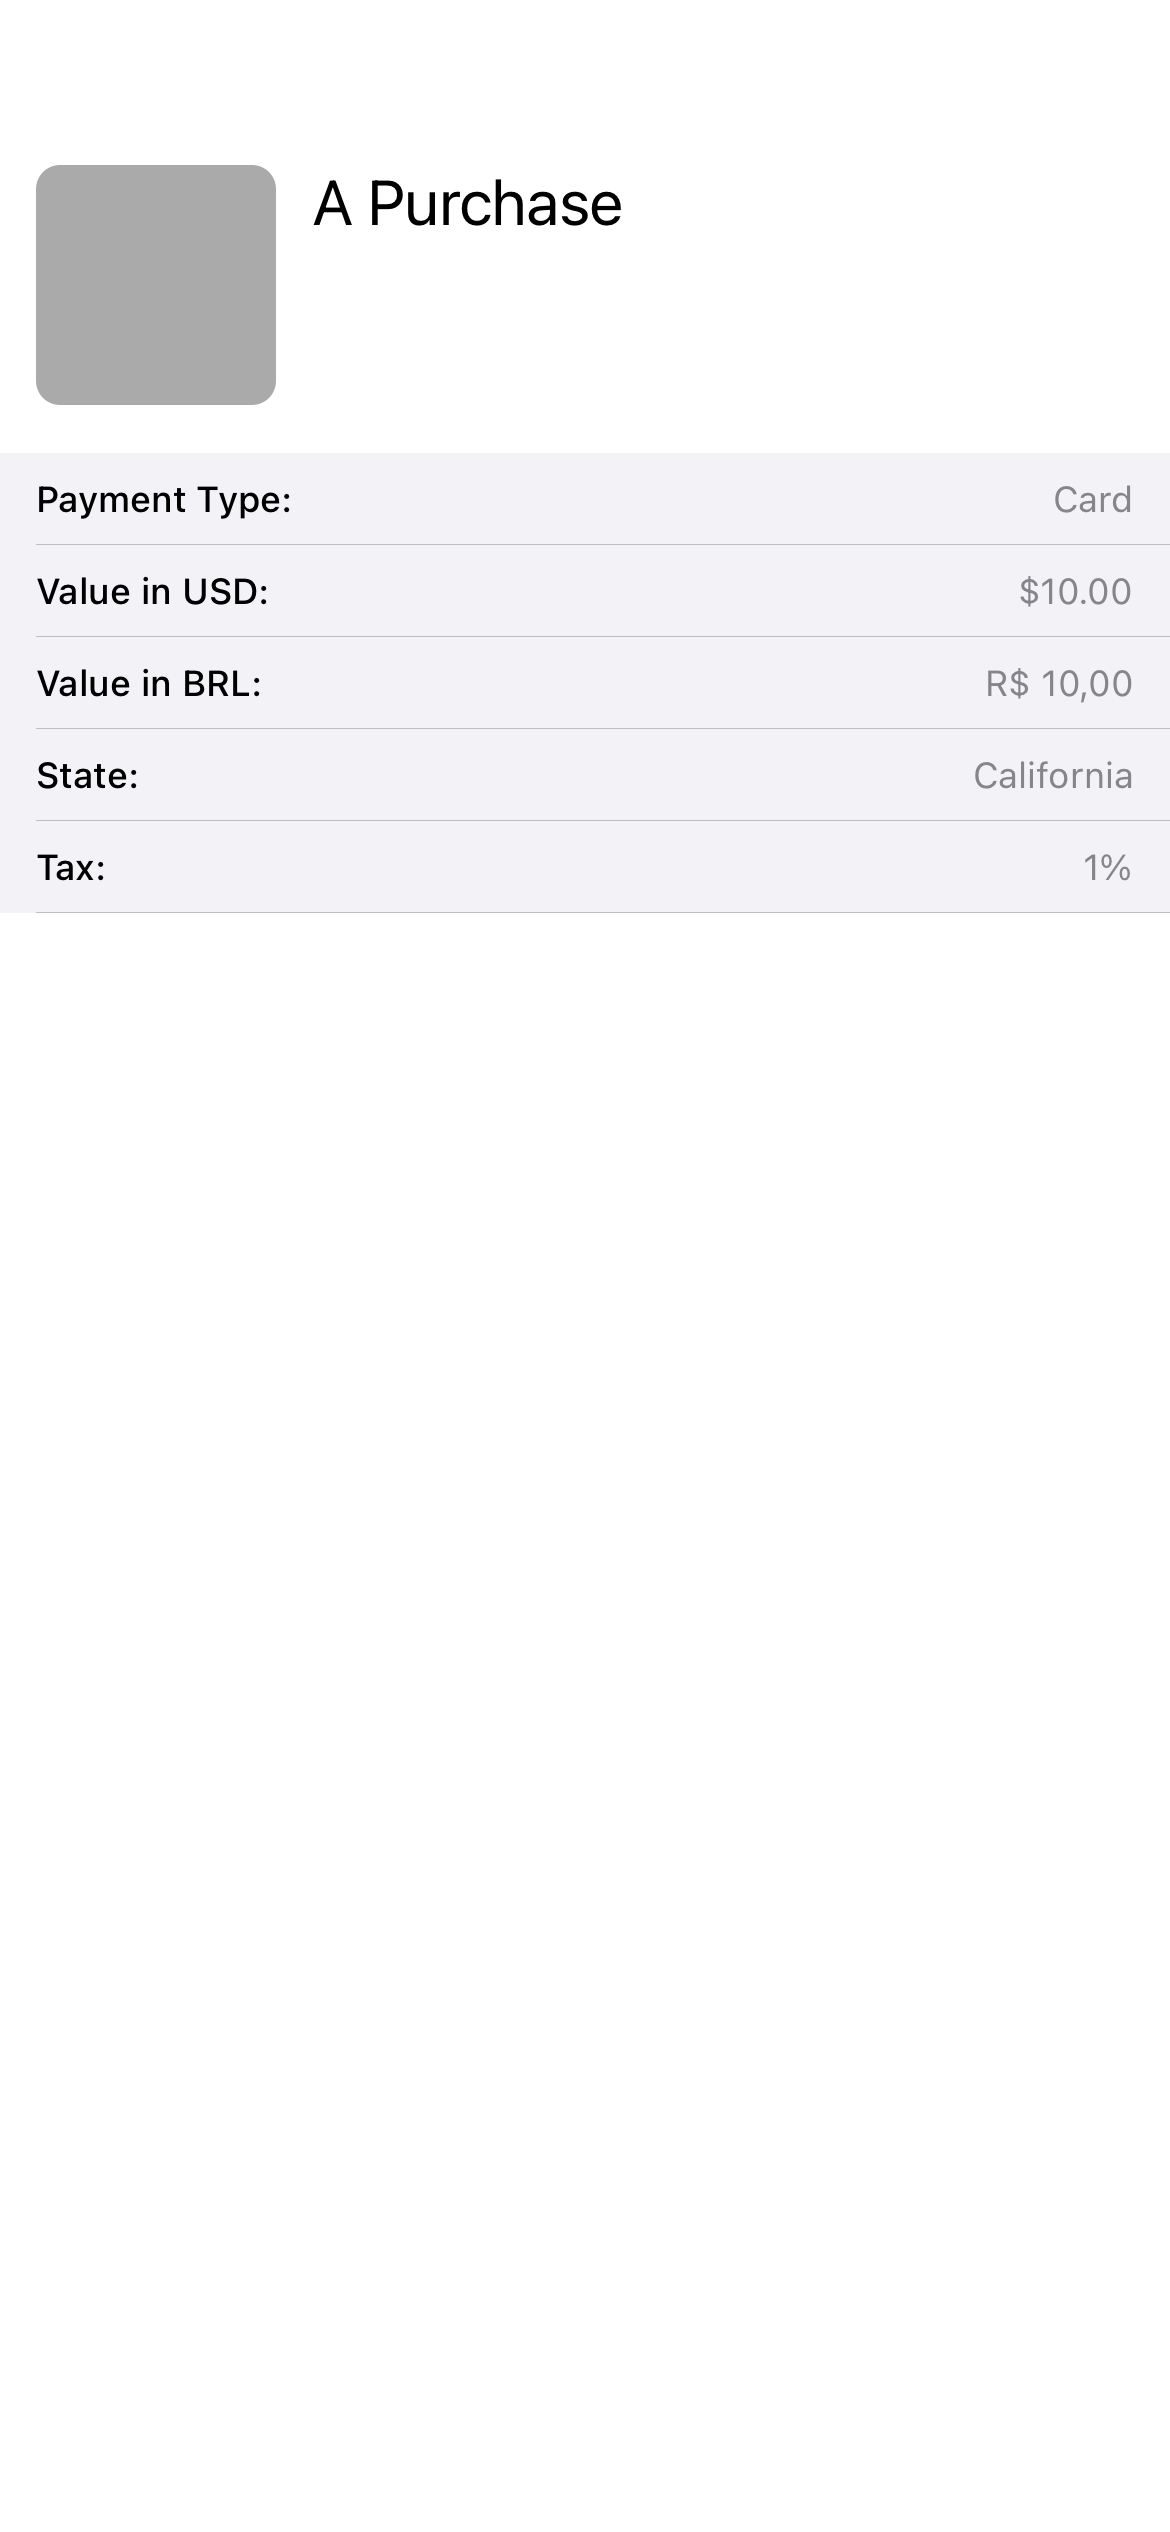 A Purchase
Payment Type: Card
Value in USD: $10.00
Value in BRL: R$ 10,00
State: California
Tax: 1%